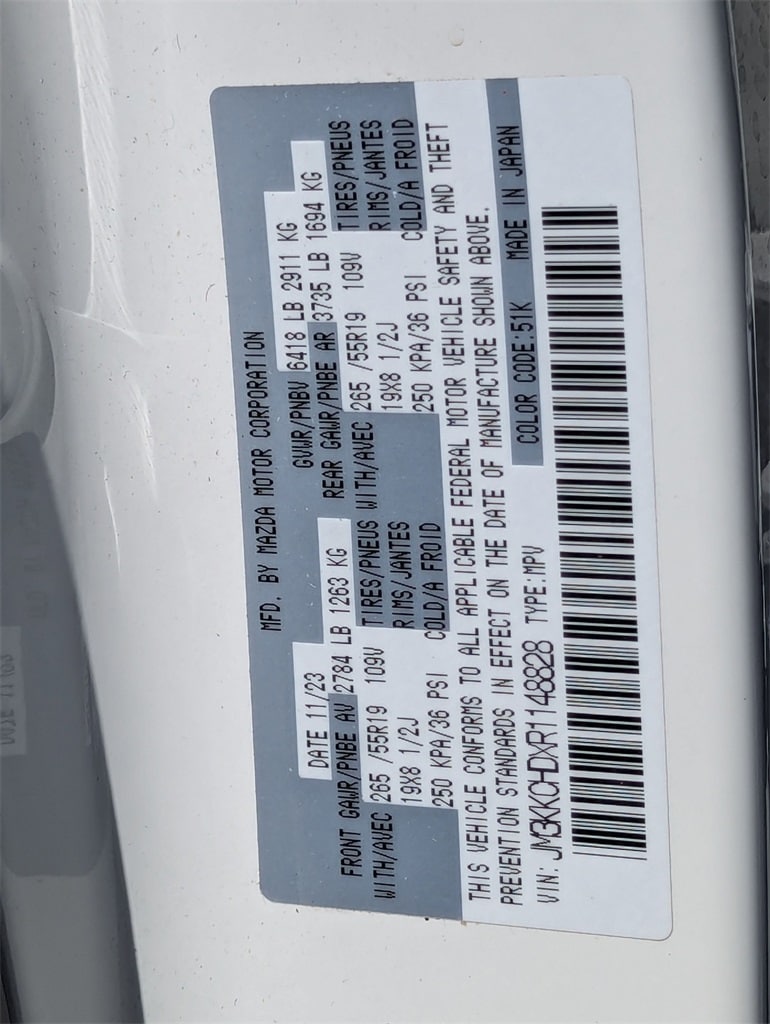 MFD. BY MAZDA MOTOR CORPORATION
DATE 11/23 GVWR/PNBV 6418 LB 2911 KG
FRONT GAWR/PNBE AV 2784 LB 1263 KG REAR GAWR/PNBE AR 3735 LB 1694 KG
WITH/AVEC 265 /55R19 109V TIRES/PNEUS WITH/AVEC 265 /55R19 109V TIRES/PNEUS
19X8 1/2J RIMS/JANTES 19X8 1/2J RIMS/JANTES
250 KPA/36 PSI COLD/A FROID 250 KPA/36 PSI COLD/A FROID
THIS VEHICLE CONFORMS TO ALL APPLICABLE FEDERAL MOTOR VEHICLE SAFETY AND THEFT
PREVENTION STANDARDS IN EFFECT ON THE DATE OF MANUFACTURE SHOWN ABOVE.
VIN: JM3KKCHDXR1148828 TYPE:MPV COLOR CODE:51K MADE IN JAPAN